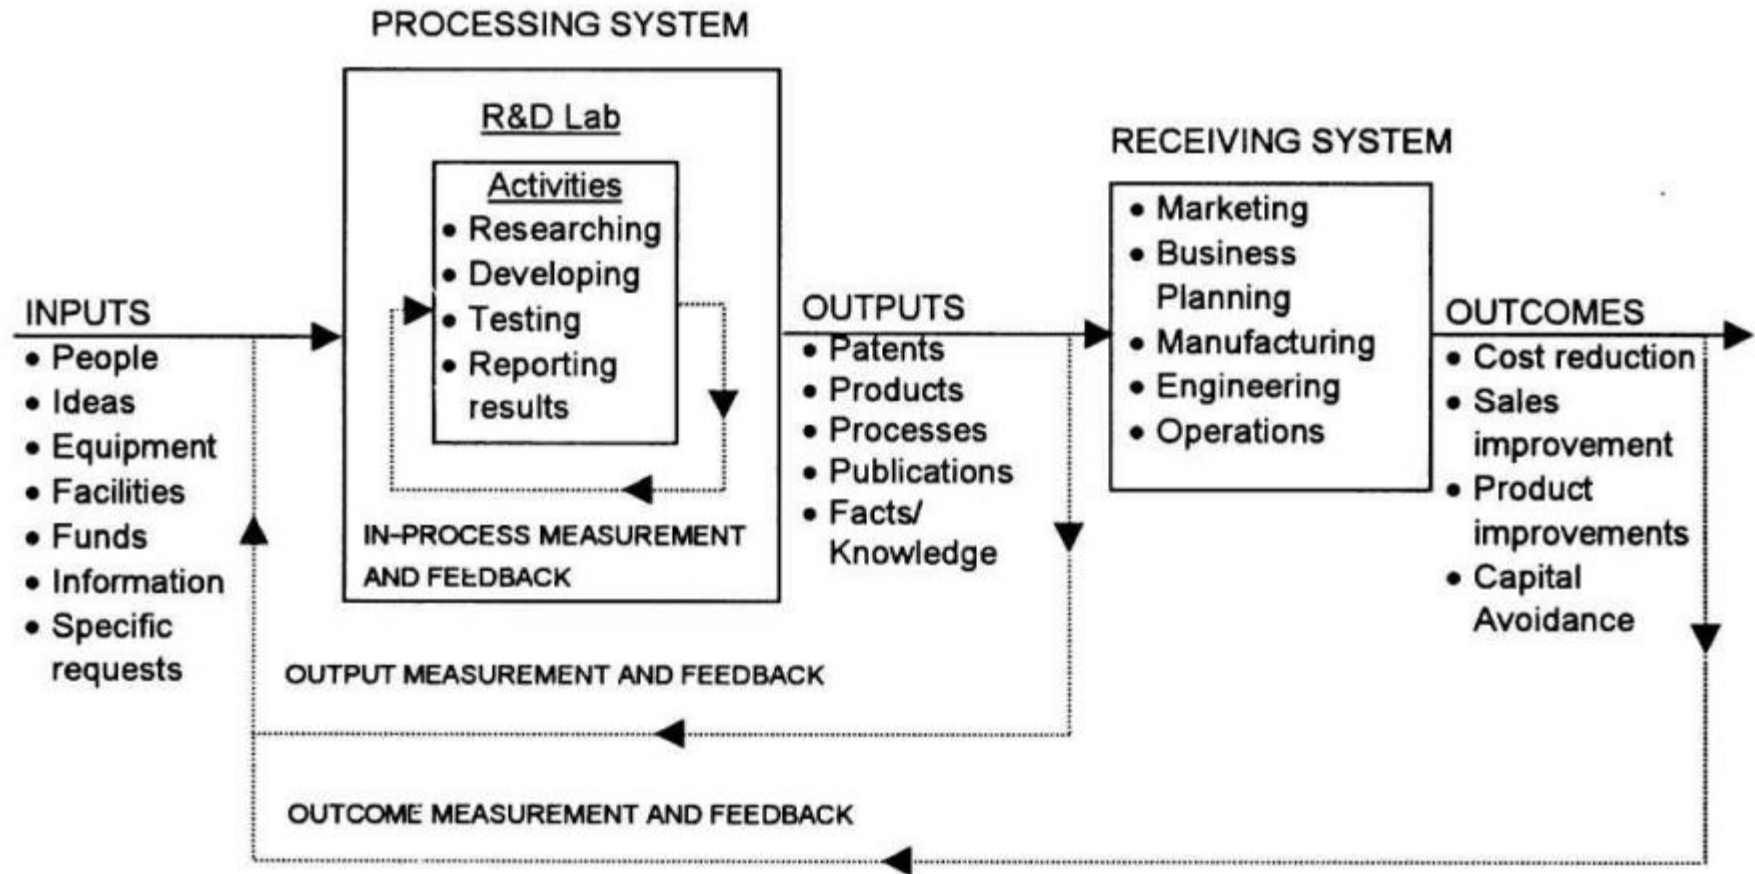 PROCESSING SYSTEM
R&D Lab
Activities
• Researching
• Developing
• Testing
• Reporting
results
IN-PROCESS MEASUREMENT
AND FEEDBACK
INPUTS
• People
• Ideas
• Equipment
• Facilities
• Funds
• Information
• Specific
requests
OUTPUTS
• Patents
• Products
• Processes
• Publications
• Facts/
Knowledge
RECEIVING SYSTEM
• Marketing
• Business
Planning
• Manufacturing
• Engineering
• Operations
OUTCOMES
• Cost reduction
• Sales
improvement
• Product
improvements
• Capital
Avoidance
OUTPUT MEASUREMENT AND FEEDBACK
OUTCOME MEASUREMENT AND FEEDBACK